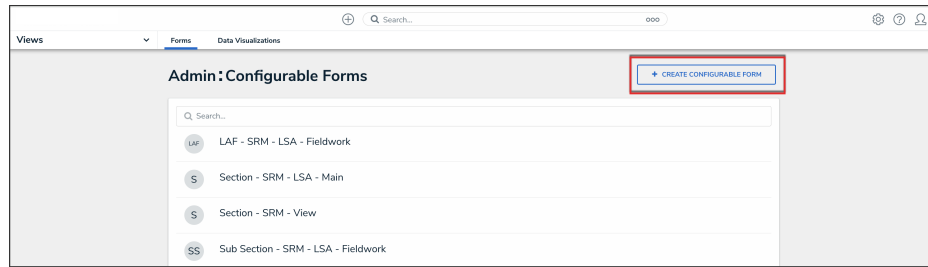 Search... ooo
Views Forms Data Visualizations
Admin:Configurable Forms + CREATE CONFIGURABLE FORM
Search...
LAF LAF - SRM - LSA - Fieldwork
S Section - SRM - LSA - Main
S Section - SRM - View
SS Sub Section - SRM - LSA - Fieldwork